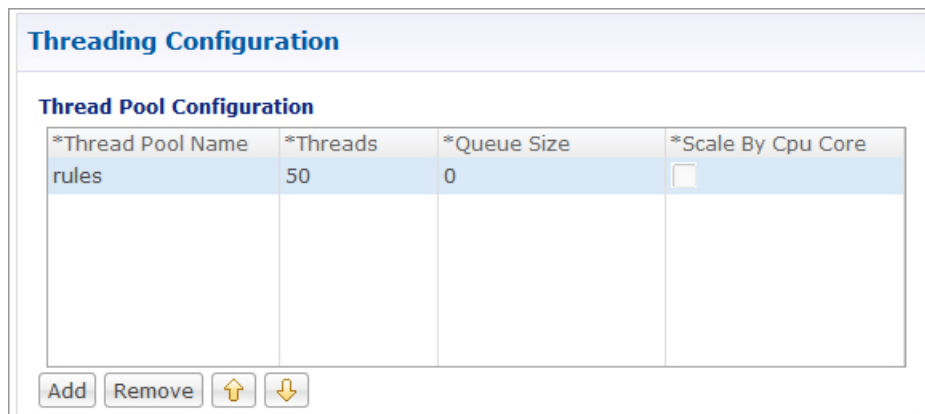 Threading Configuration
Thread Pool Configuration
*Thread Pool Name *Threads *Queue Size *Scale By Cpu Core
rules 50 0
Add Remove